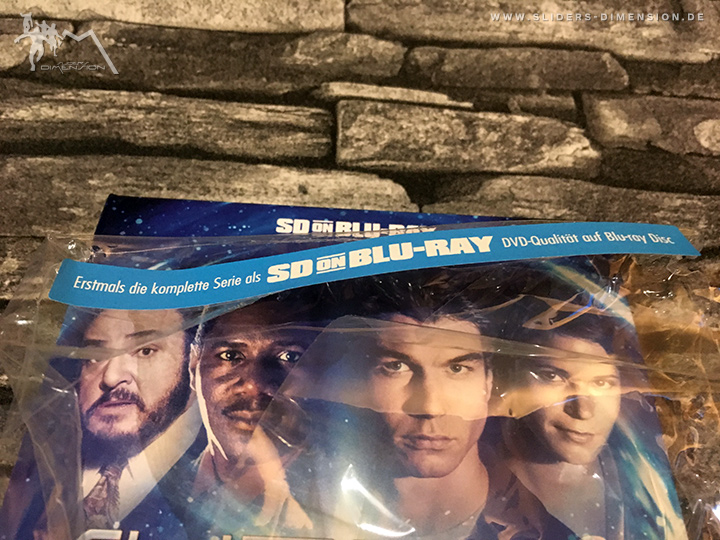 WWW.SLIDERS-DIMENSION.DE
DIMENSION
SD ON BLU-RAY
Erstmals die komplette Serie als SD ON BLU-RAY DVD-Qualität auf Blu-ray Disc